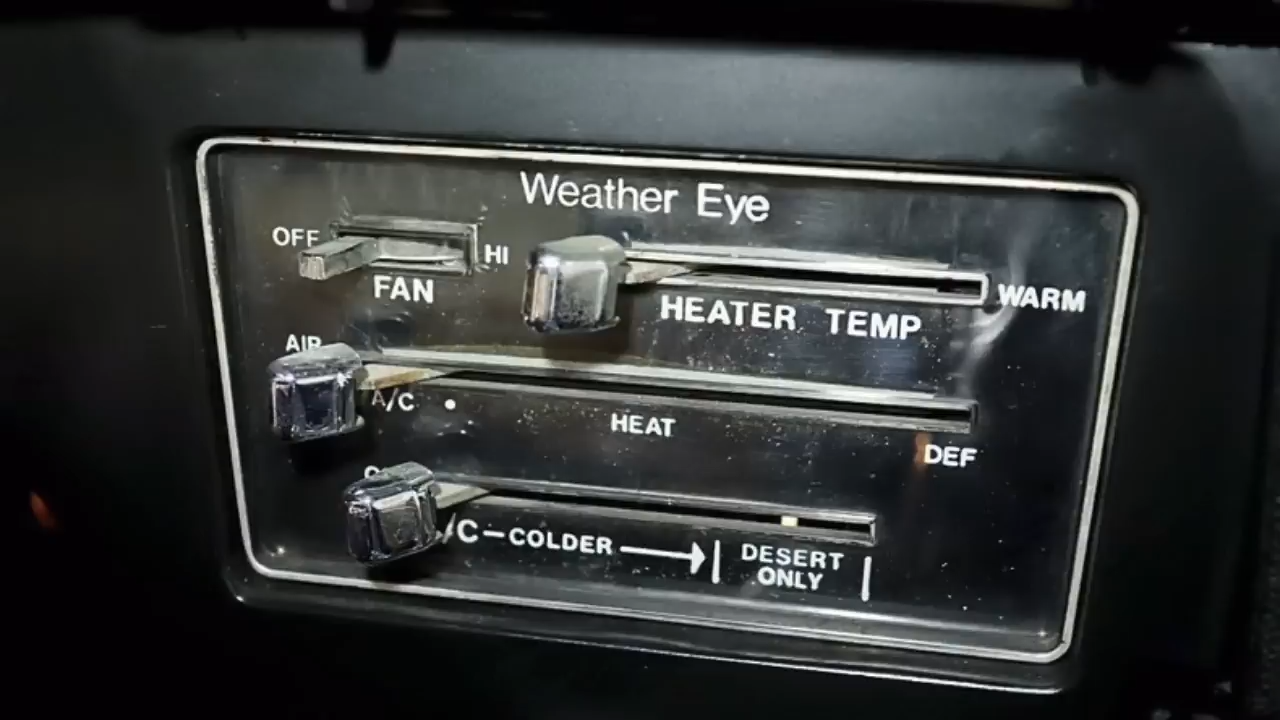 Weather Eye
OFF
HI
FAN
WARM
HEATER TEMP
AIR
A/C •
HEAT
DEF
/C—COLDER→
DESERT
ONLY